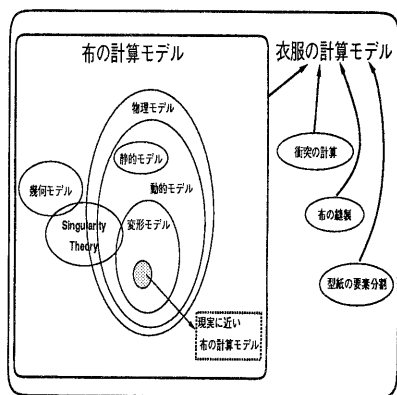 布の計算モデル
衣服の計算モデル
物理モデル
静的モデル
動的モデル
幾何モデル
変形モデル
Singularity
Theory
衝突の計算
布の縫製
型紙の要素分割
現実に近い
布の計算モデル